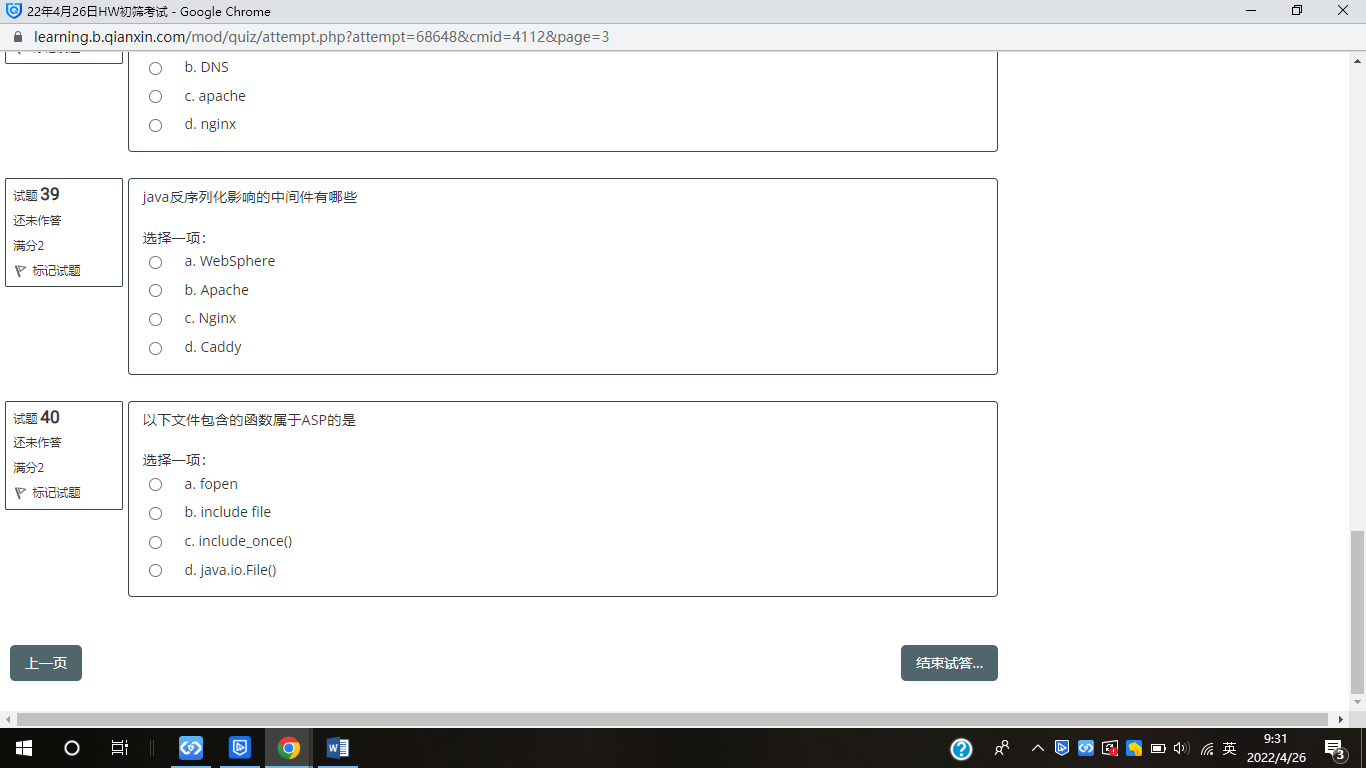 22年4月26日HW初筛考试 - Google Chrome
learning.b.qianxin.com/mod/quiz/attempt.php?attempt=68648&cmid=4112&page=3
b. DNS
c. apache
d. nginx
试题 39
还未作答
满分2
标记试题
java反序列化影响的中间件有哪些
选择一项:
a. WebSphere
b. Apache
c. Nginx
d. Caddy
试题 40
还未作答
满分2
标记试题
以下文件包含的函数属于ASP的是
选择一项:
a. fopen
b. include file
c. include_once()
d. java.io.File()
上一页
结束试答...
英
9:31
2022/4/26
3